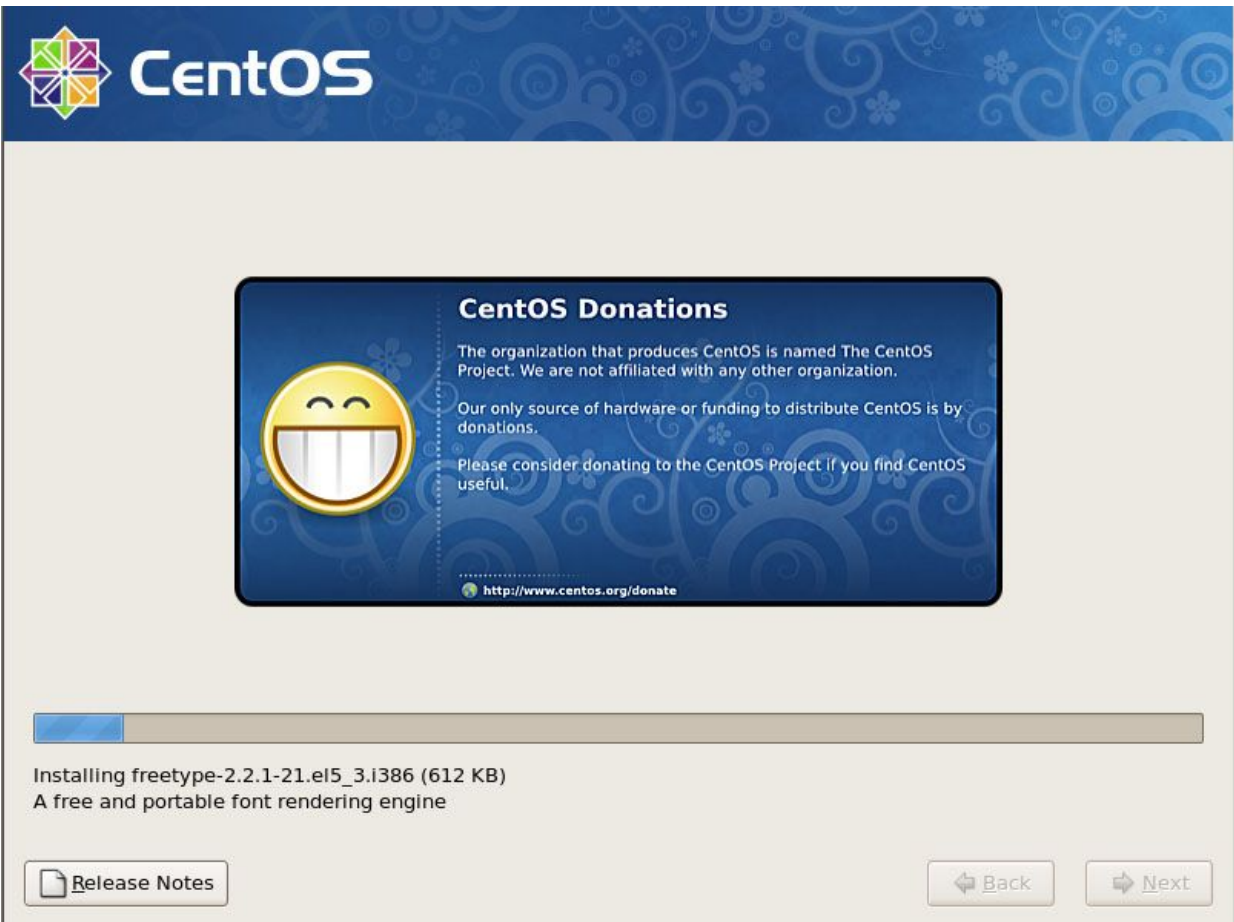 CentOS
CentOS Donations
The organization that produces CentOS is named The CentOS
Project. We are not affiliated with any other organization.
Our only source of hardware or funding to distribute CentOS is by
donations.
Please consider donating to the CentOS Project if you find CentOS
useful.
http://www.centos.org/donate
Installing freetype-2.2.1-21.el5_3.i386 (612 KB)
A free and portable font rendering engine
Release Notes
Back
Next